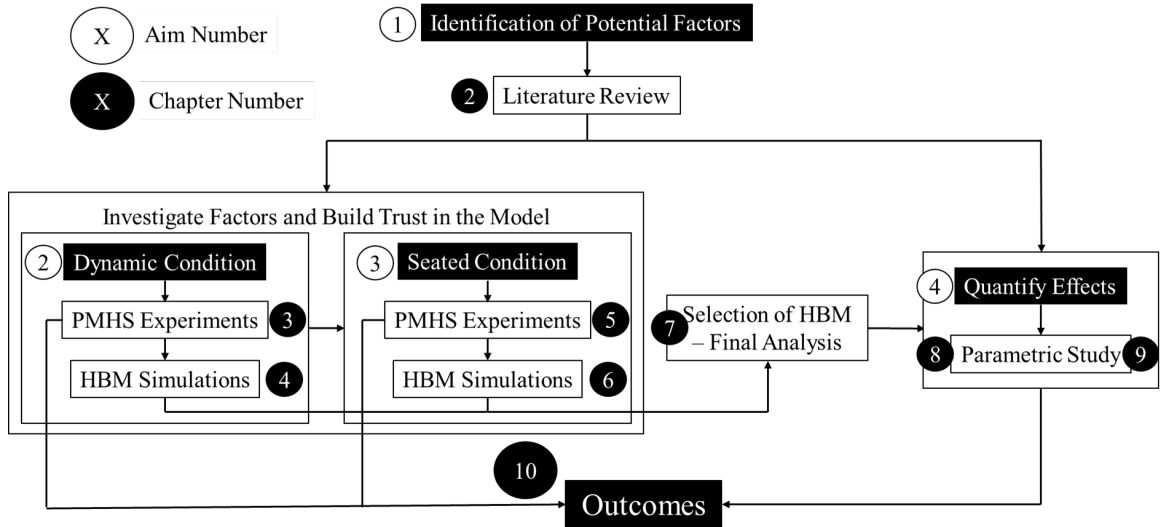 X Aim Number
X Chapter Number
1 Identification of Potential Factors
2 Literature Review
Investigate Factors and Build Trust in the Model
2 Dynamic Condition
PMHS Experiments 3
HBM Simulations 4
3 Seated Condition
PMHS Experiments 5
HBM Simulations 6
7 Selection of HBM
– Final Analysis
4 Quantify Effects
8 Parametric Study 9
10
Outcomes